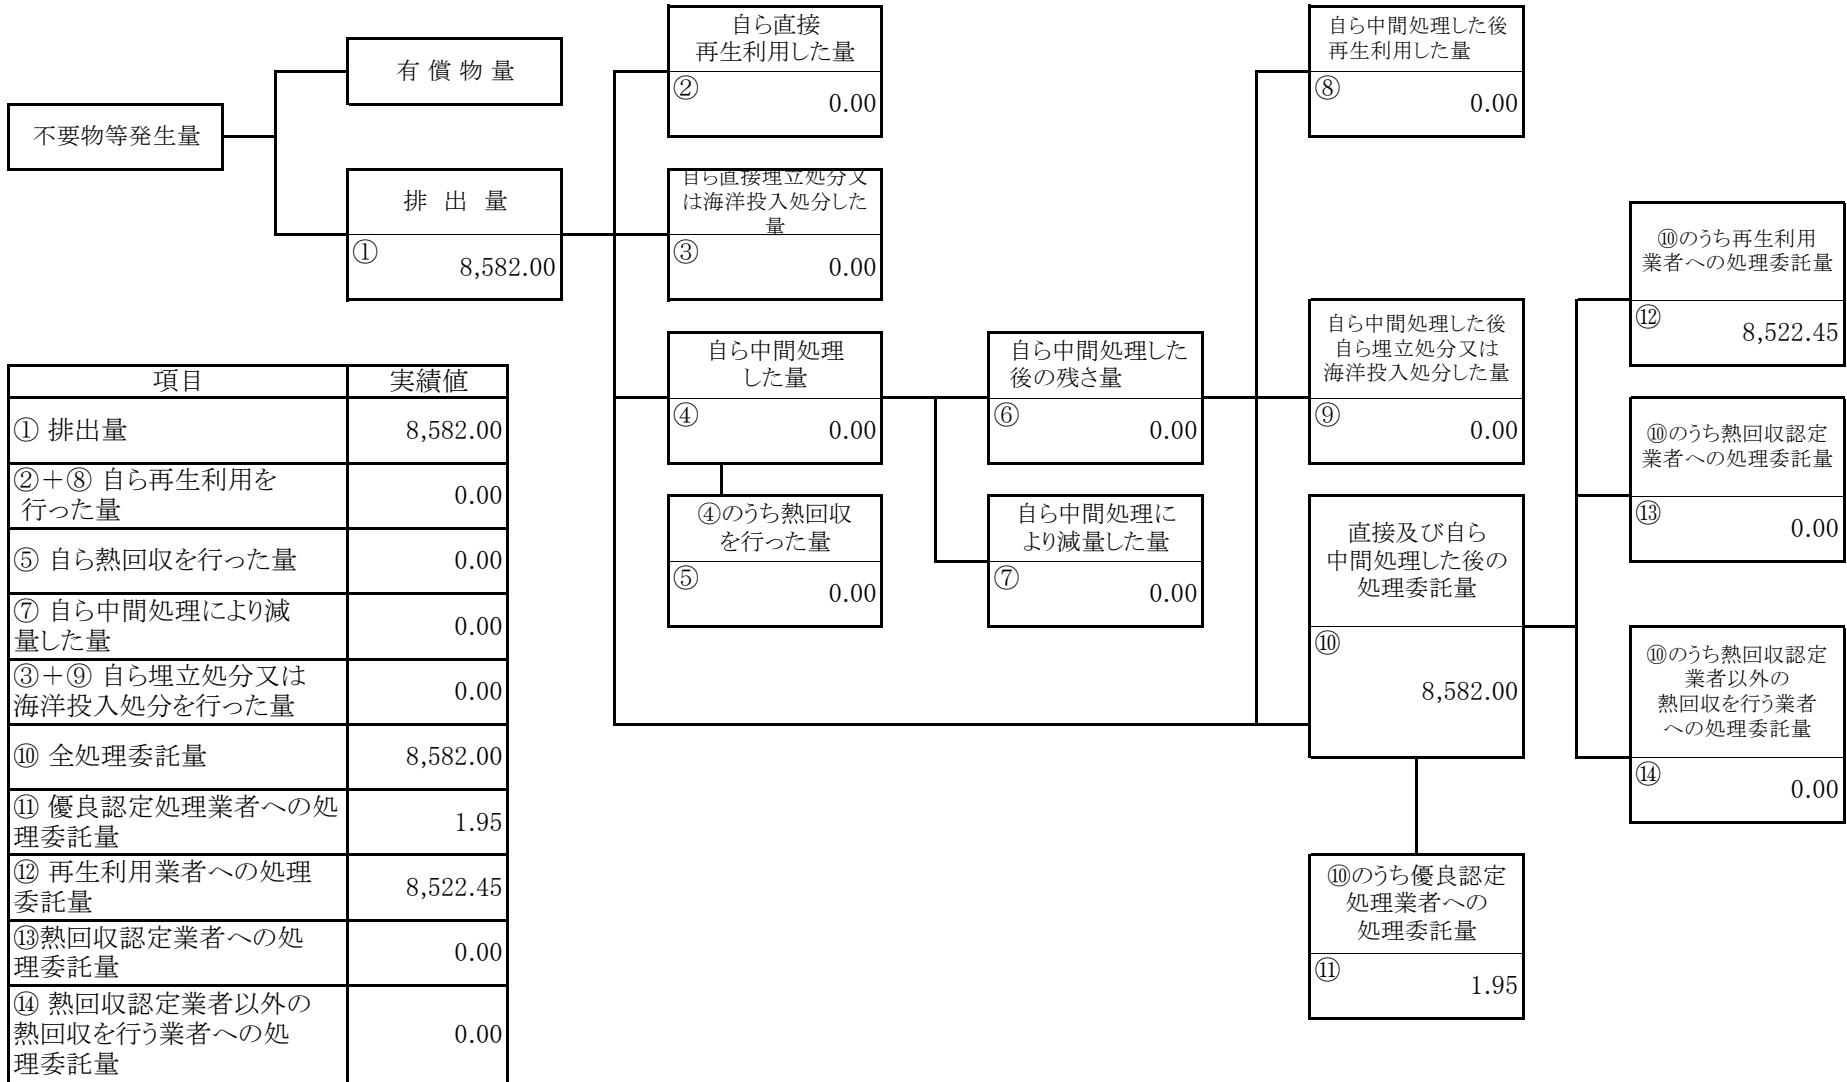 自ら直接
再生利用した量
②
0.00
自ら中間処理した後
再生利用した量
⑧
0.00
有 償 物 量
不要物等発生量
排 出 量
①
8,582.00
自ら直接埋立処分又
は海洋投入処分した
量
③
0.00
⑩のうち再生利用
業者への処理委託量
⑫
8,522.45
自ら中間処理
した量
④
0.00
自ら中間処理した
後の残さ量
⑥
0.00
自ら中間処理した後
自ら埋立処分又は
海洋投入処分した量
⑨
0.00
⑩のうち熱回収認定
業者への処理委託量
⑬
0.00
④のうち熱回収
を行った量
⑤
0.00
自ら中間処理に
より減量した量
⑦
0.00
直接及び自ら
中間処理した後の
処理委託量
⑩
8,582.00
⑩のうち熱回収認定
業者以外の
熱回収を行う業者
への処理委託量
⑭
0.00
⑩のうち優良認定
処理業者への
処理委託量
⑪
1.95
項目 実績値
① 排出量 8,582.00
②＋⑧ 自ら再生利用を
行った量 0.00
⑤ 自ら熱回収を行った量 0.00
⑦ 自ら中間処理により減
量した量 0.00
③＋⑨ 自ら埋立処分又は
海洋投入処分を行った量 0.00
⑩ 全処理委託量 8,582.00
⑪ 優良認定処理業者への処
理委託量 1.95
⑫ 再生利用業者への処理
委託量 8,522.45
⑬熱回収認定業者への処
理委託量 0.00
⑭ 熱回収認定業者以外の
熱回収を行う業者への処
理委託量 0.00